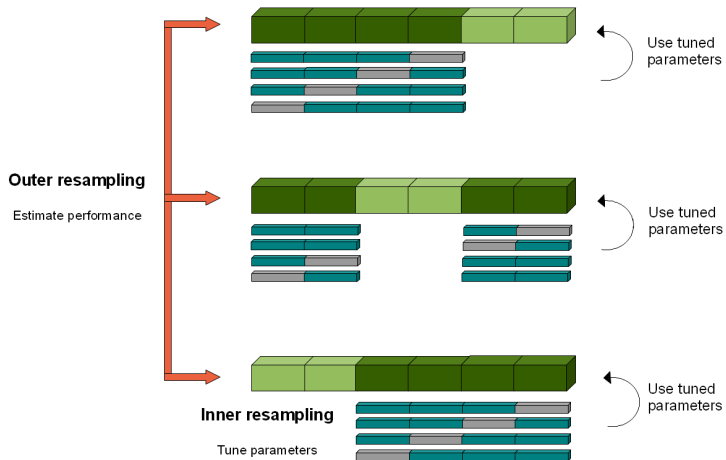 Use tuned
parameters
Outer resampling
Estimate performance
Use tuned
parameters
Inner resampling
Tune parameters
Use tuned
parameters